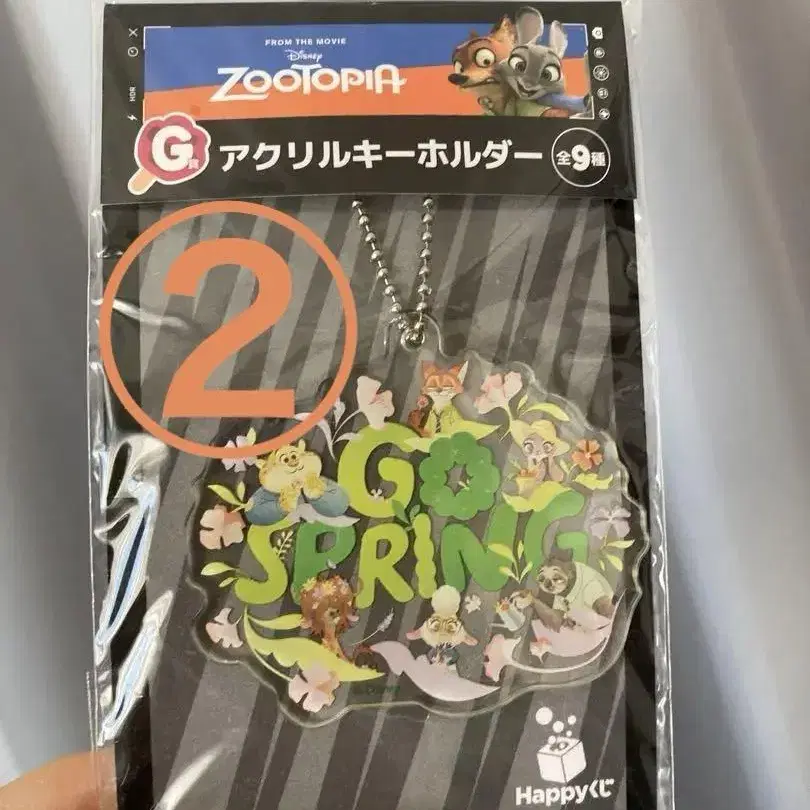 FROM THE MOVIE
Disney
ZOOTOPIA
HDR
G賞
アクリルキーホルダー
全9種
②
GO
SPRING
Happyくじ